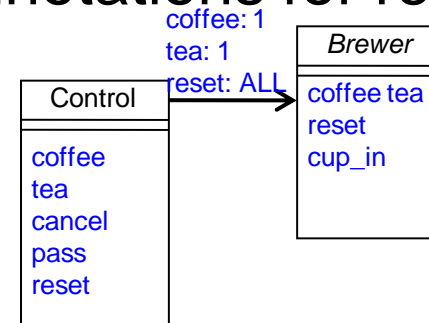 coffee: 1
tea: 1
reset: ALL
Brewer
coffee tea
reset
cup_in
Control
coffee
tea
cancel
pass
reset